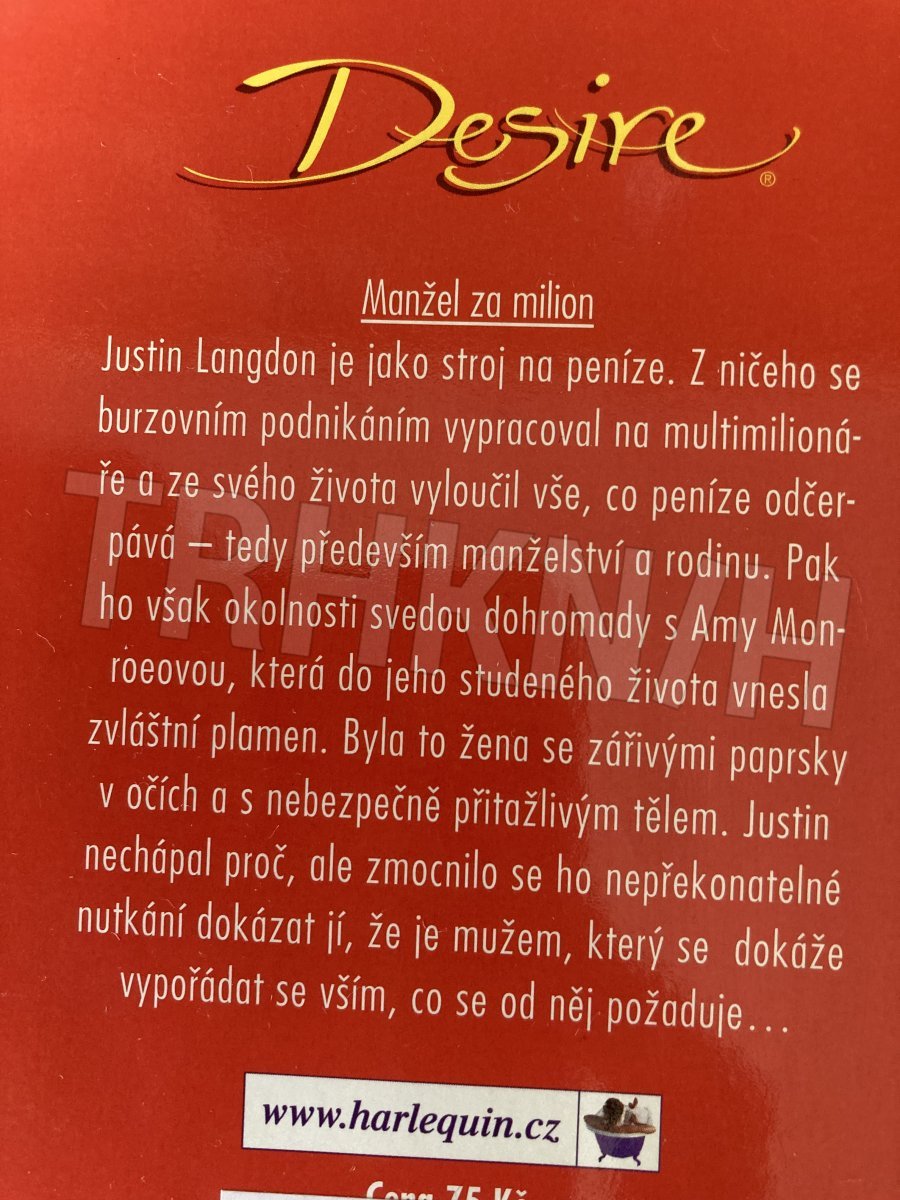 Desire®
Manžel za milion
Justin Langdon je jako stroj na peníze. Z ničeho se
burzovním podnikáním vypracoval na multimilioná-
ře a ze svého života vyloučil vše, co peníze odčer-
pává – tedy především manželství a rodinu. Pak
ho však okolnosti svedou dohromady s Amy Mon-
roeovou, která do jeho studeného života vnesla
zvláštní plamen. Byla to žena se zářivými paprsky
v očích a s nebezpečně přitažlivým tělem. Justin
nechápal proč, ale zmocnilo se ho nepřekonatelné
nutkání dokázat jí, že je mužem, který se dokáže
vypořádat se vším, co se od něj požaduje...
www.harlequin.cz
Cena 75 Kč
TRHKNIH